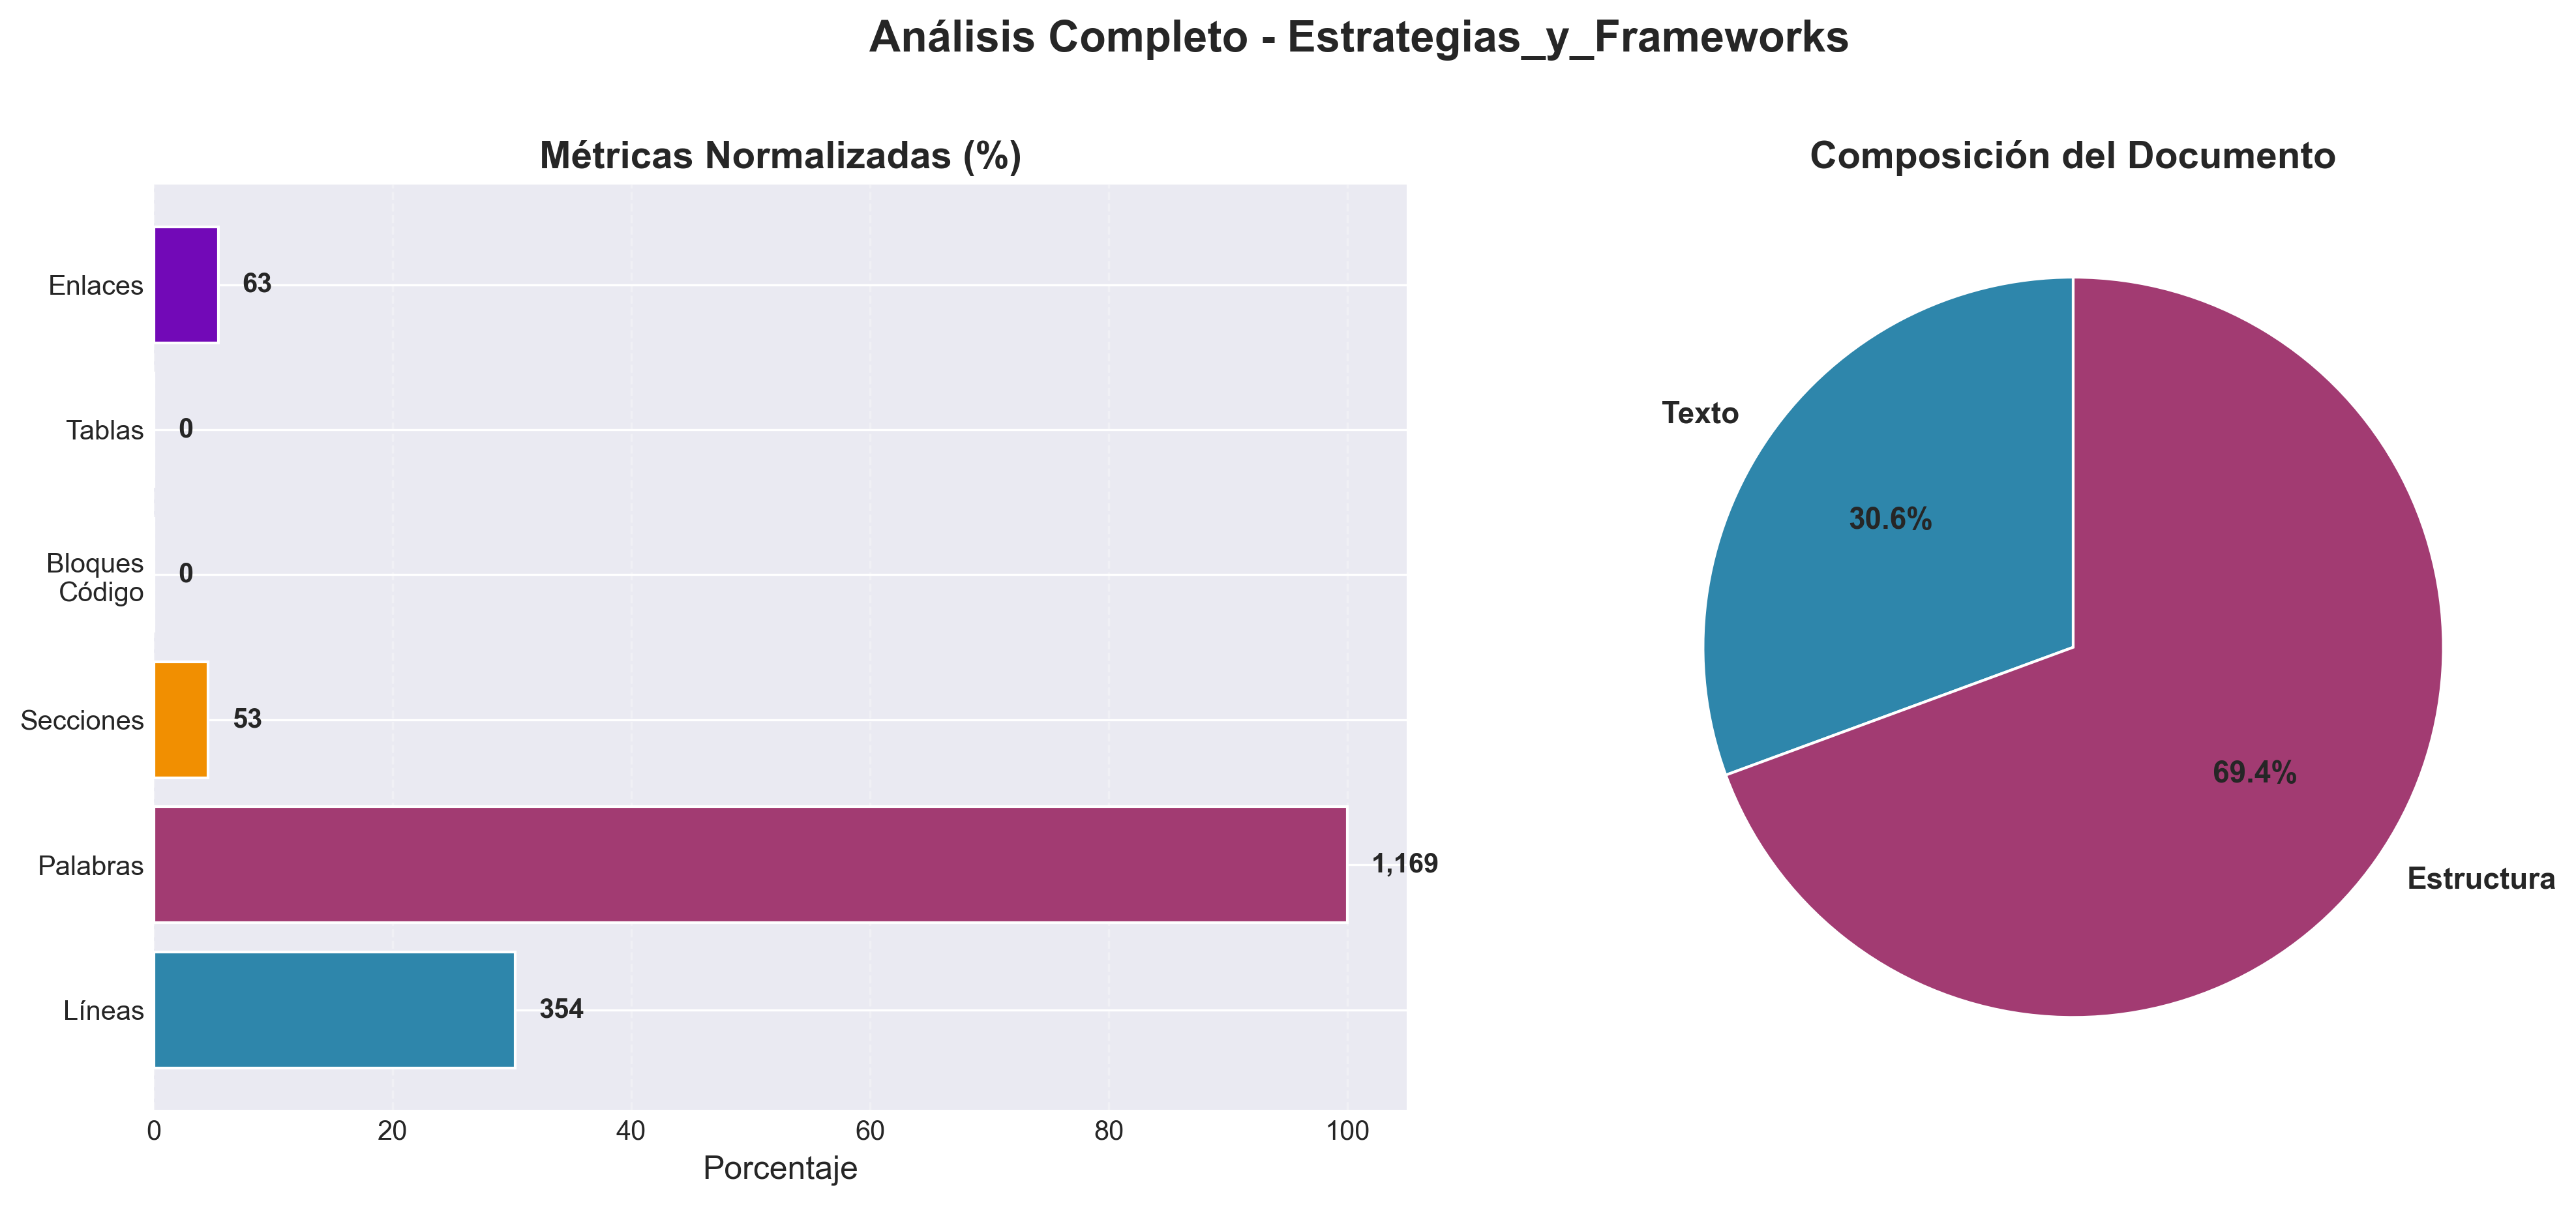 Análisis Completo - Estrategias_y_Frameworks
Métricas Normalizadas (%)
Enlaces
63
Tablas
0
Bloques
Código
0
Secciones
53
Palabras
1,169
Líneas
354
0
20
40
60
80
100
Porcentaje
Composición del Documento
Texto
30.6%
69.4%
Estructura